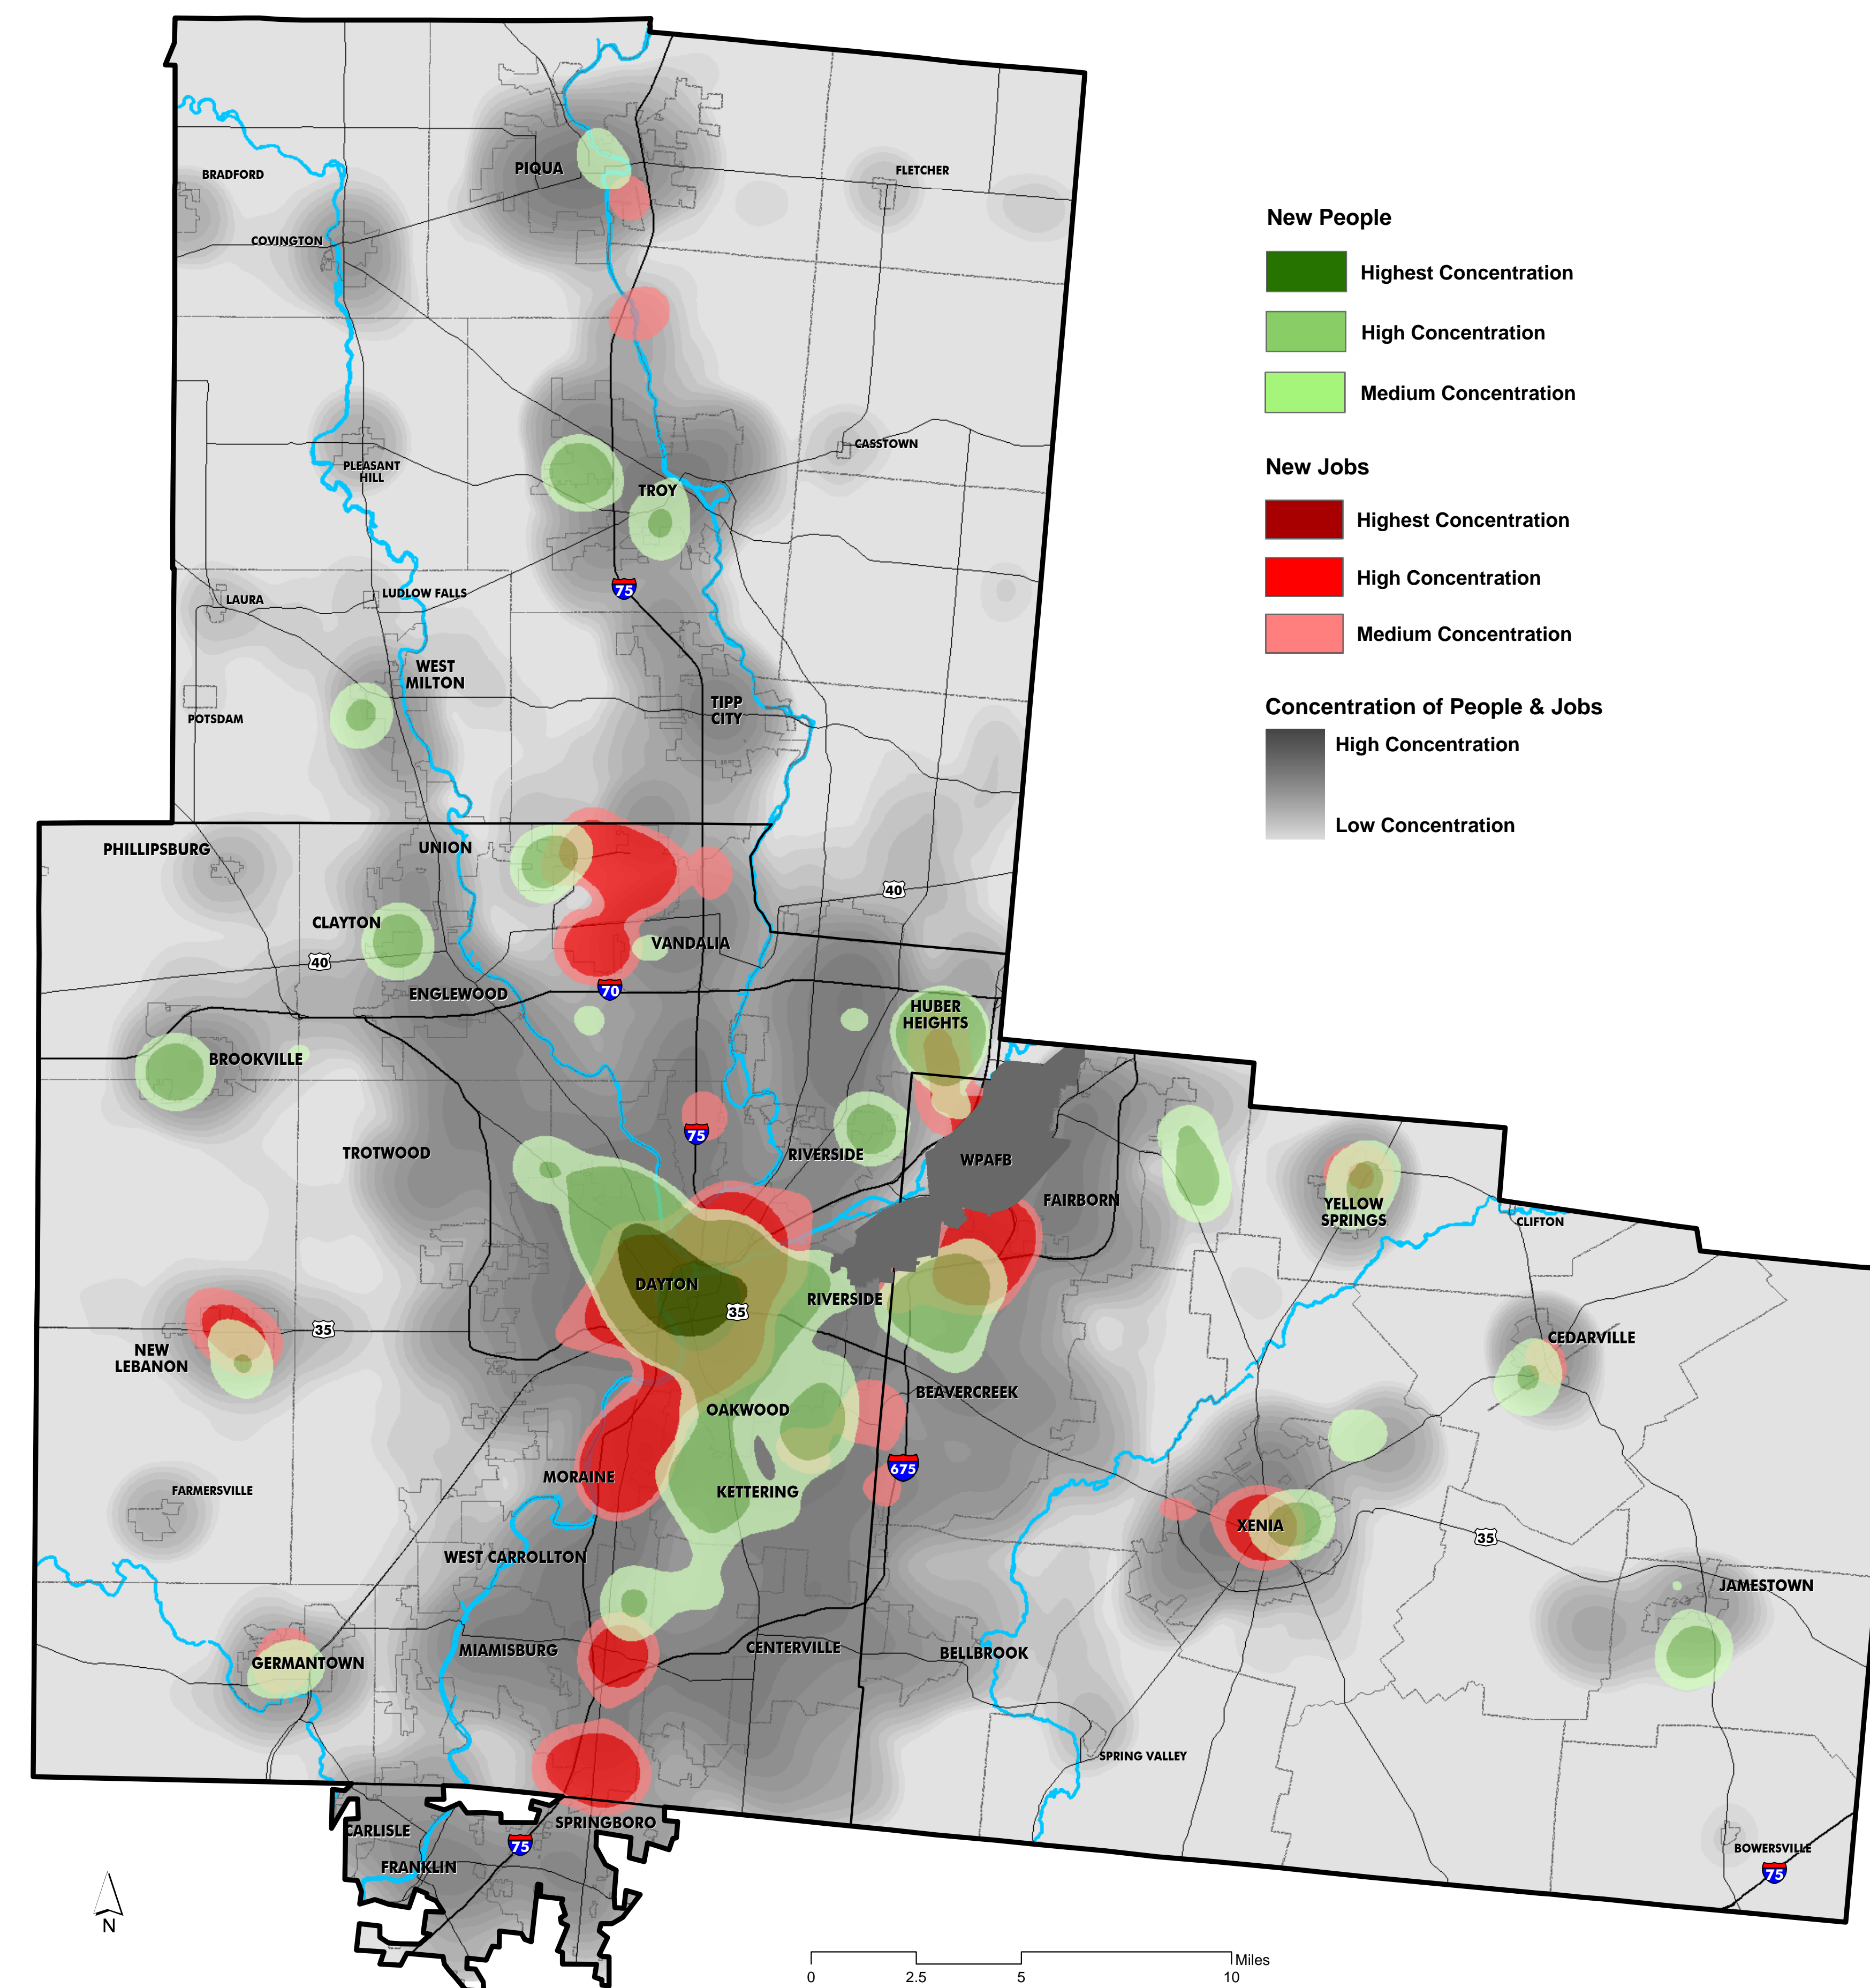 PIQUA
FLETCHER
BRADFORD
COVINGTON
New People
Highest Concentration
High Concentration
Medium Concentration
New Jobs
Highest Concentration
High Concentration
Medium Concentration
Concentration of People & Jobs
High Concentration
Low Concentration
CASSTOWN
PLEASANT
HILL
TROY
75
LAURA
LUDLOW FALLS
WEST
MILTON
POTSDAM
TIPP
CITY
PHILLIPSBURG
UNION
40
CLAYTON
VANDALIA
40
70
ENGLEWOOD
HUBER
HEIGHTS
BROOKVILLE
75
TROTWOOD
RIVERSIDE
WPAFB
FAIRBORN
YELLOW
SPRINGS
CLIFTON
DAYTON
35
RIVERSIDE
35
NEW
LEBANON
CEDARVILLE
BEAVERCREEK
OAKWOOD
675
MORAINE
KETTERING
FARMERSVILLE
XENIA
35
WEST CARROLLTON
JAMESTOWN
MIAMISBURG
CENTERVILLE
BELLBROOK
GERMANTOWN
SPRING VALLEY
SPRINGBORO
CARLISLE
75
FRANKLIN
BOWERSVILLE
75
N
Miles
0
2.5
5
10